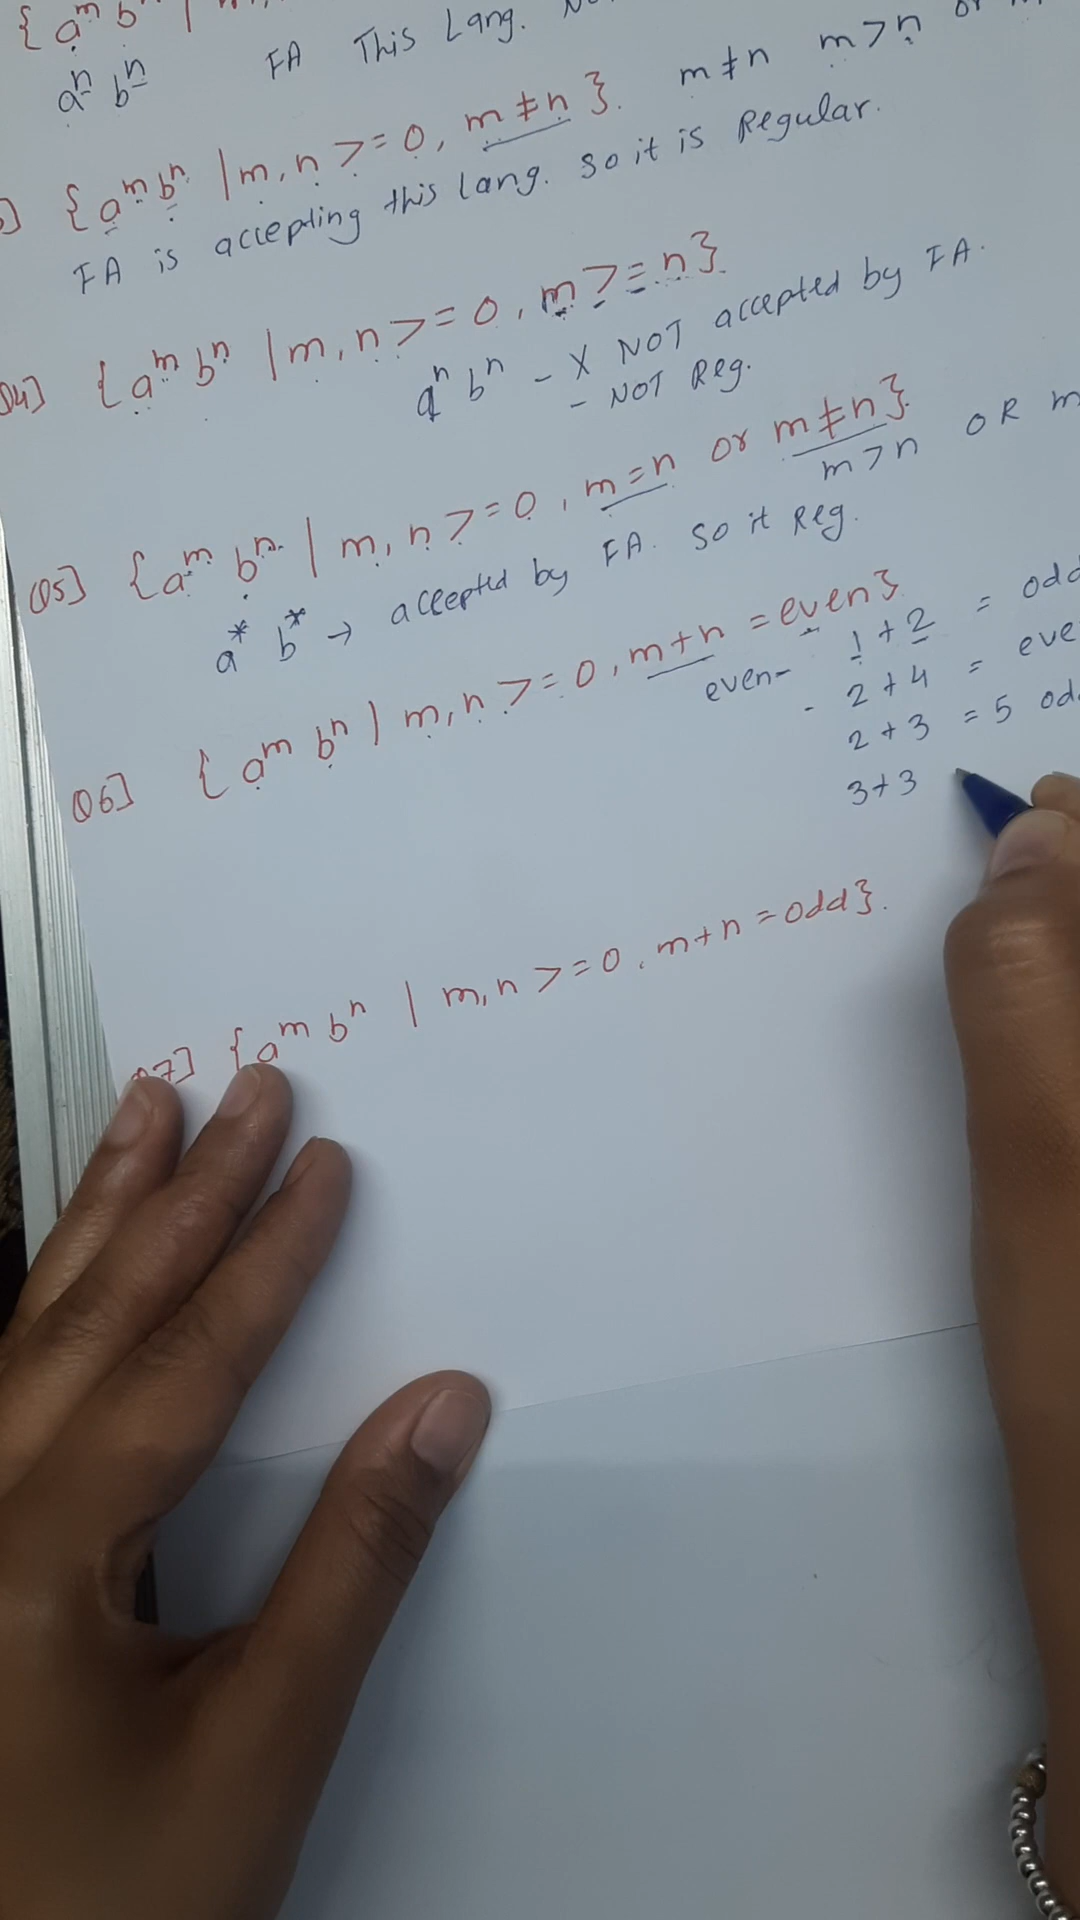 { a^m b^n |
a^n b^n FA This Lang.
{a^m b^n | m, n >= 0, m ≠ n }. m ≠ n m > n or
FA is accepting this lang. so it is Regular.
04] {a^m b^n | m, n >= 0, m >= n}
a^n b^n - X NOT accepted by FA.
- NOT Reg.
Q5] {a^m b^n | m, n >= 0, m = n or m ≠ n}
m > n OR m
a* b* → accepted by FA. so it Reg.
Q6] { a^m b^n | m, n >= 0, m+n = even}
even- 1 + 2 = odd
- 2 + 4 = eve
2 + 3 = 5 od
3+3
Q7] {a^m b^n | m, n >= 0, m+n = odd}.